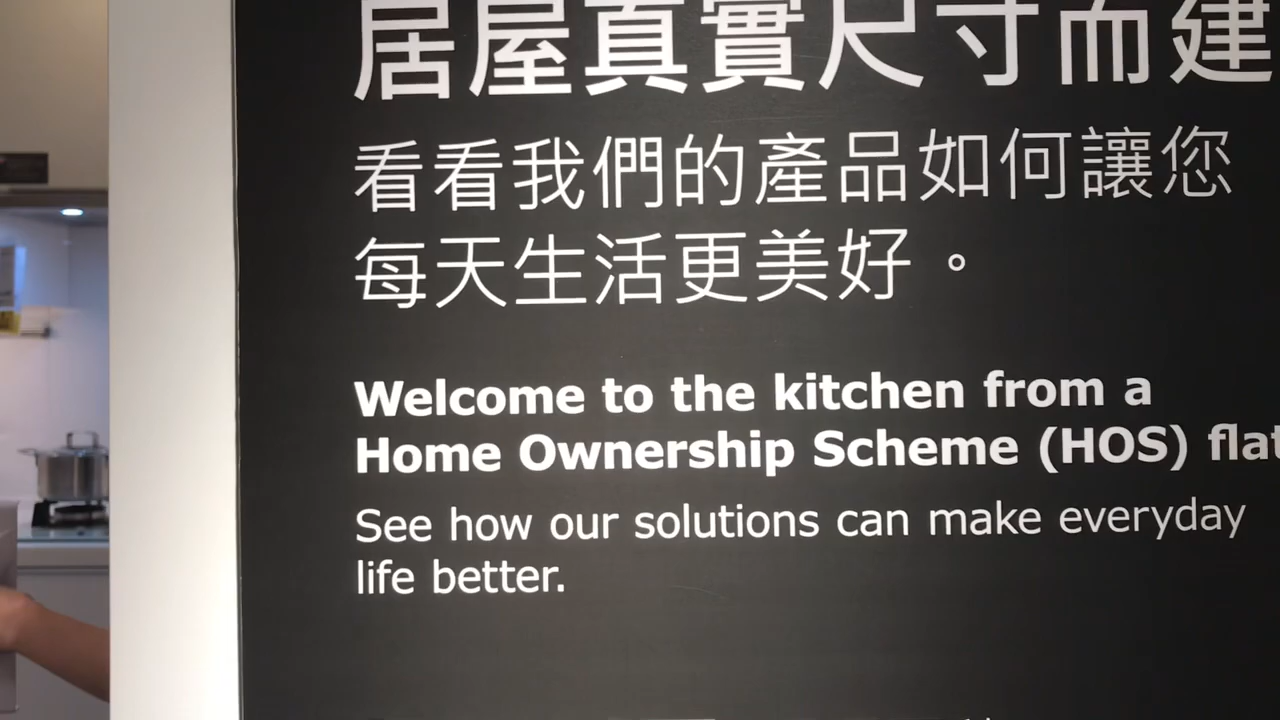 居屋真實尺寸而建
看看我們的產品如何讓您
每天生活更美好。
Welcome to the kitchen from a
Home Ownership Scheme (HOS) flat
See how our solutions can make everyday
life better.